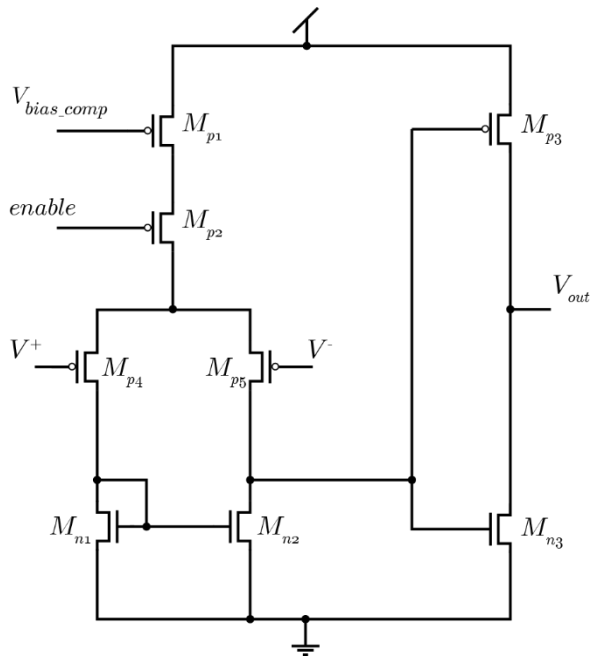 V_bias_comp
M_p1
M_p3
enable
M_p2
V_out
V+
M_p4
M_p5
V-
M_n1
M_n2
M_n3